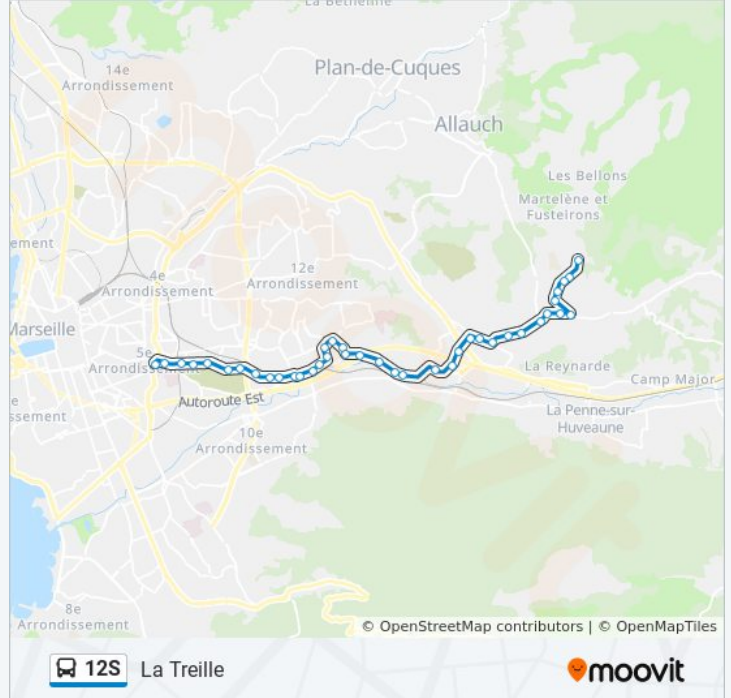 La Béthenne
14e
Arrondissement
Plan-de-Cuques
Allauch
Les Bellons
Martelène et
Fusteirons
ement
4e
Arrondissement
12e
Arrondissement
Marseille
5e
Arrondissement
La Reynarde
Camp Major
e
ssement
Autoroute Est
La Penne-sur-
Huveaune
10e
Arrondissement
8e
Arrondissement
© OpenStreetMap contributors | © OpenMapTiles
12S La Treille
moovit